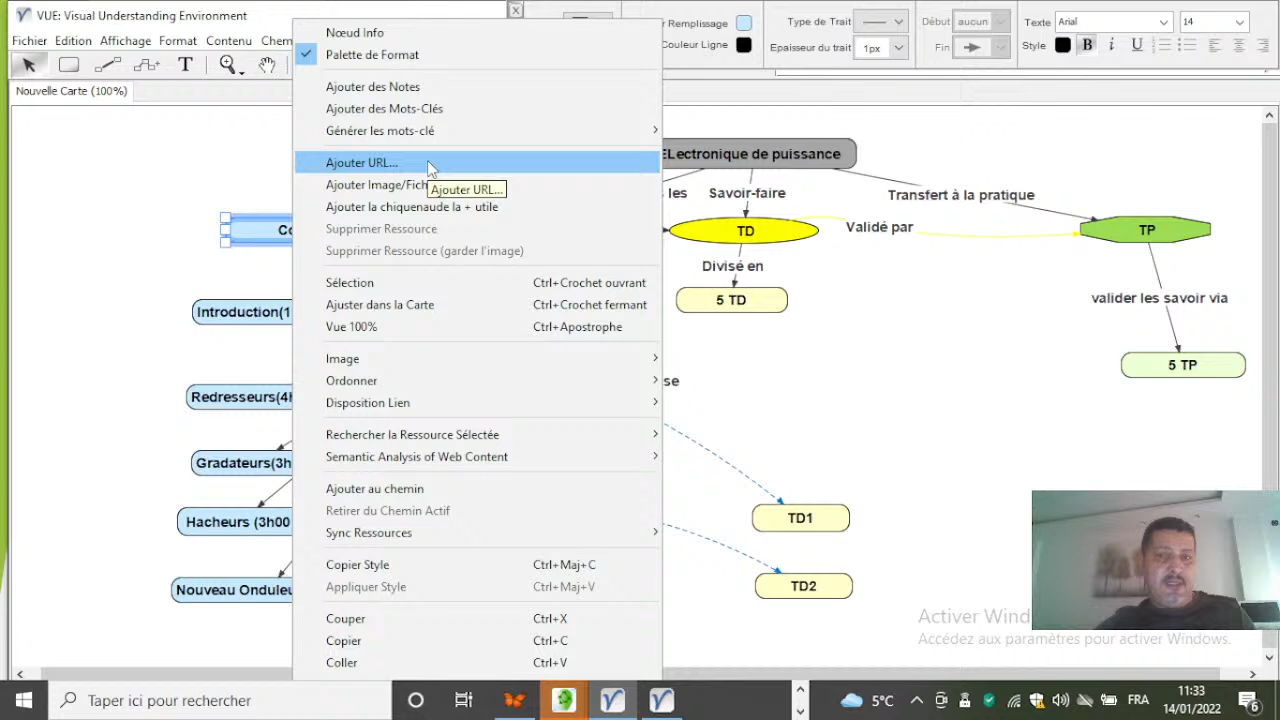 VUE: Visual Understanding Environment
Fichier Edition Affichage Format Contenu
Nouvelle Carte (100%)
Remplissage
Couleur Ligne
Type de Trait
Epaisseur du trait 1px
Début aucun
Fin
Texte Arial 14
Style B I U
Nœud Info
Palette de Format
Ajouter des Notes
Ajouter des Mots-Clés
Générer les mots-clé
Ajouter URL...
Ajouter URL...
Ajouter la chiquenaude la + utile
Supprimer Ressource
Supprimer Ressource (garder l'image)
Sélection Ctrl+Crochet ouvrant
Ajuster dans la Carte Ctrl+Crochet fermant
Vue 100% Ctrl+Apostrophe
Image
Ordonner
Disposition Lien
Rechercher la Ressource Sélectée
Semantic Analysis of Web Content
Ajouter au chemin
Retirer du Chemin Actif
Sync Ressources
Copier Style Ctrl+Maj+C
Appliquer Style Ctrl+Maj+V
Couper Ctrl+X
Copier Ctrl+C
Coller Ctrl+V
ELectronique de puissance
les Savoir-faire
Transfert à la pratique
TD
Validé par
TP
Divisé en
5 TD
valider les savoir via
5 TP
Introduction(1
Redresseurs(4h
Gradateurs(3h
Hacheurs (3h00
Nouveau Onduleu
TD1
TD2
Activer Wind
Accédez aux paramètres pour activer Windows.
Taper ici pour rechercher
5°C
FRA
11:33
14/01/2022
6